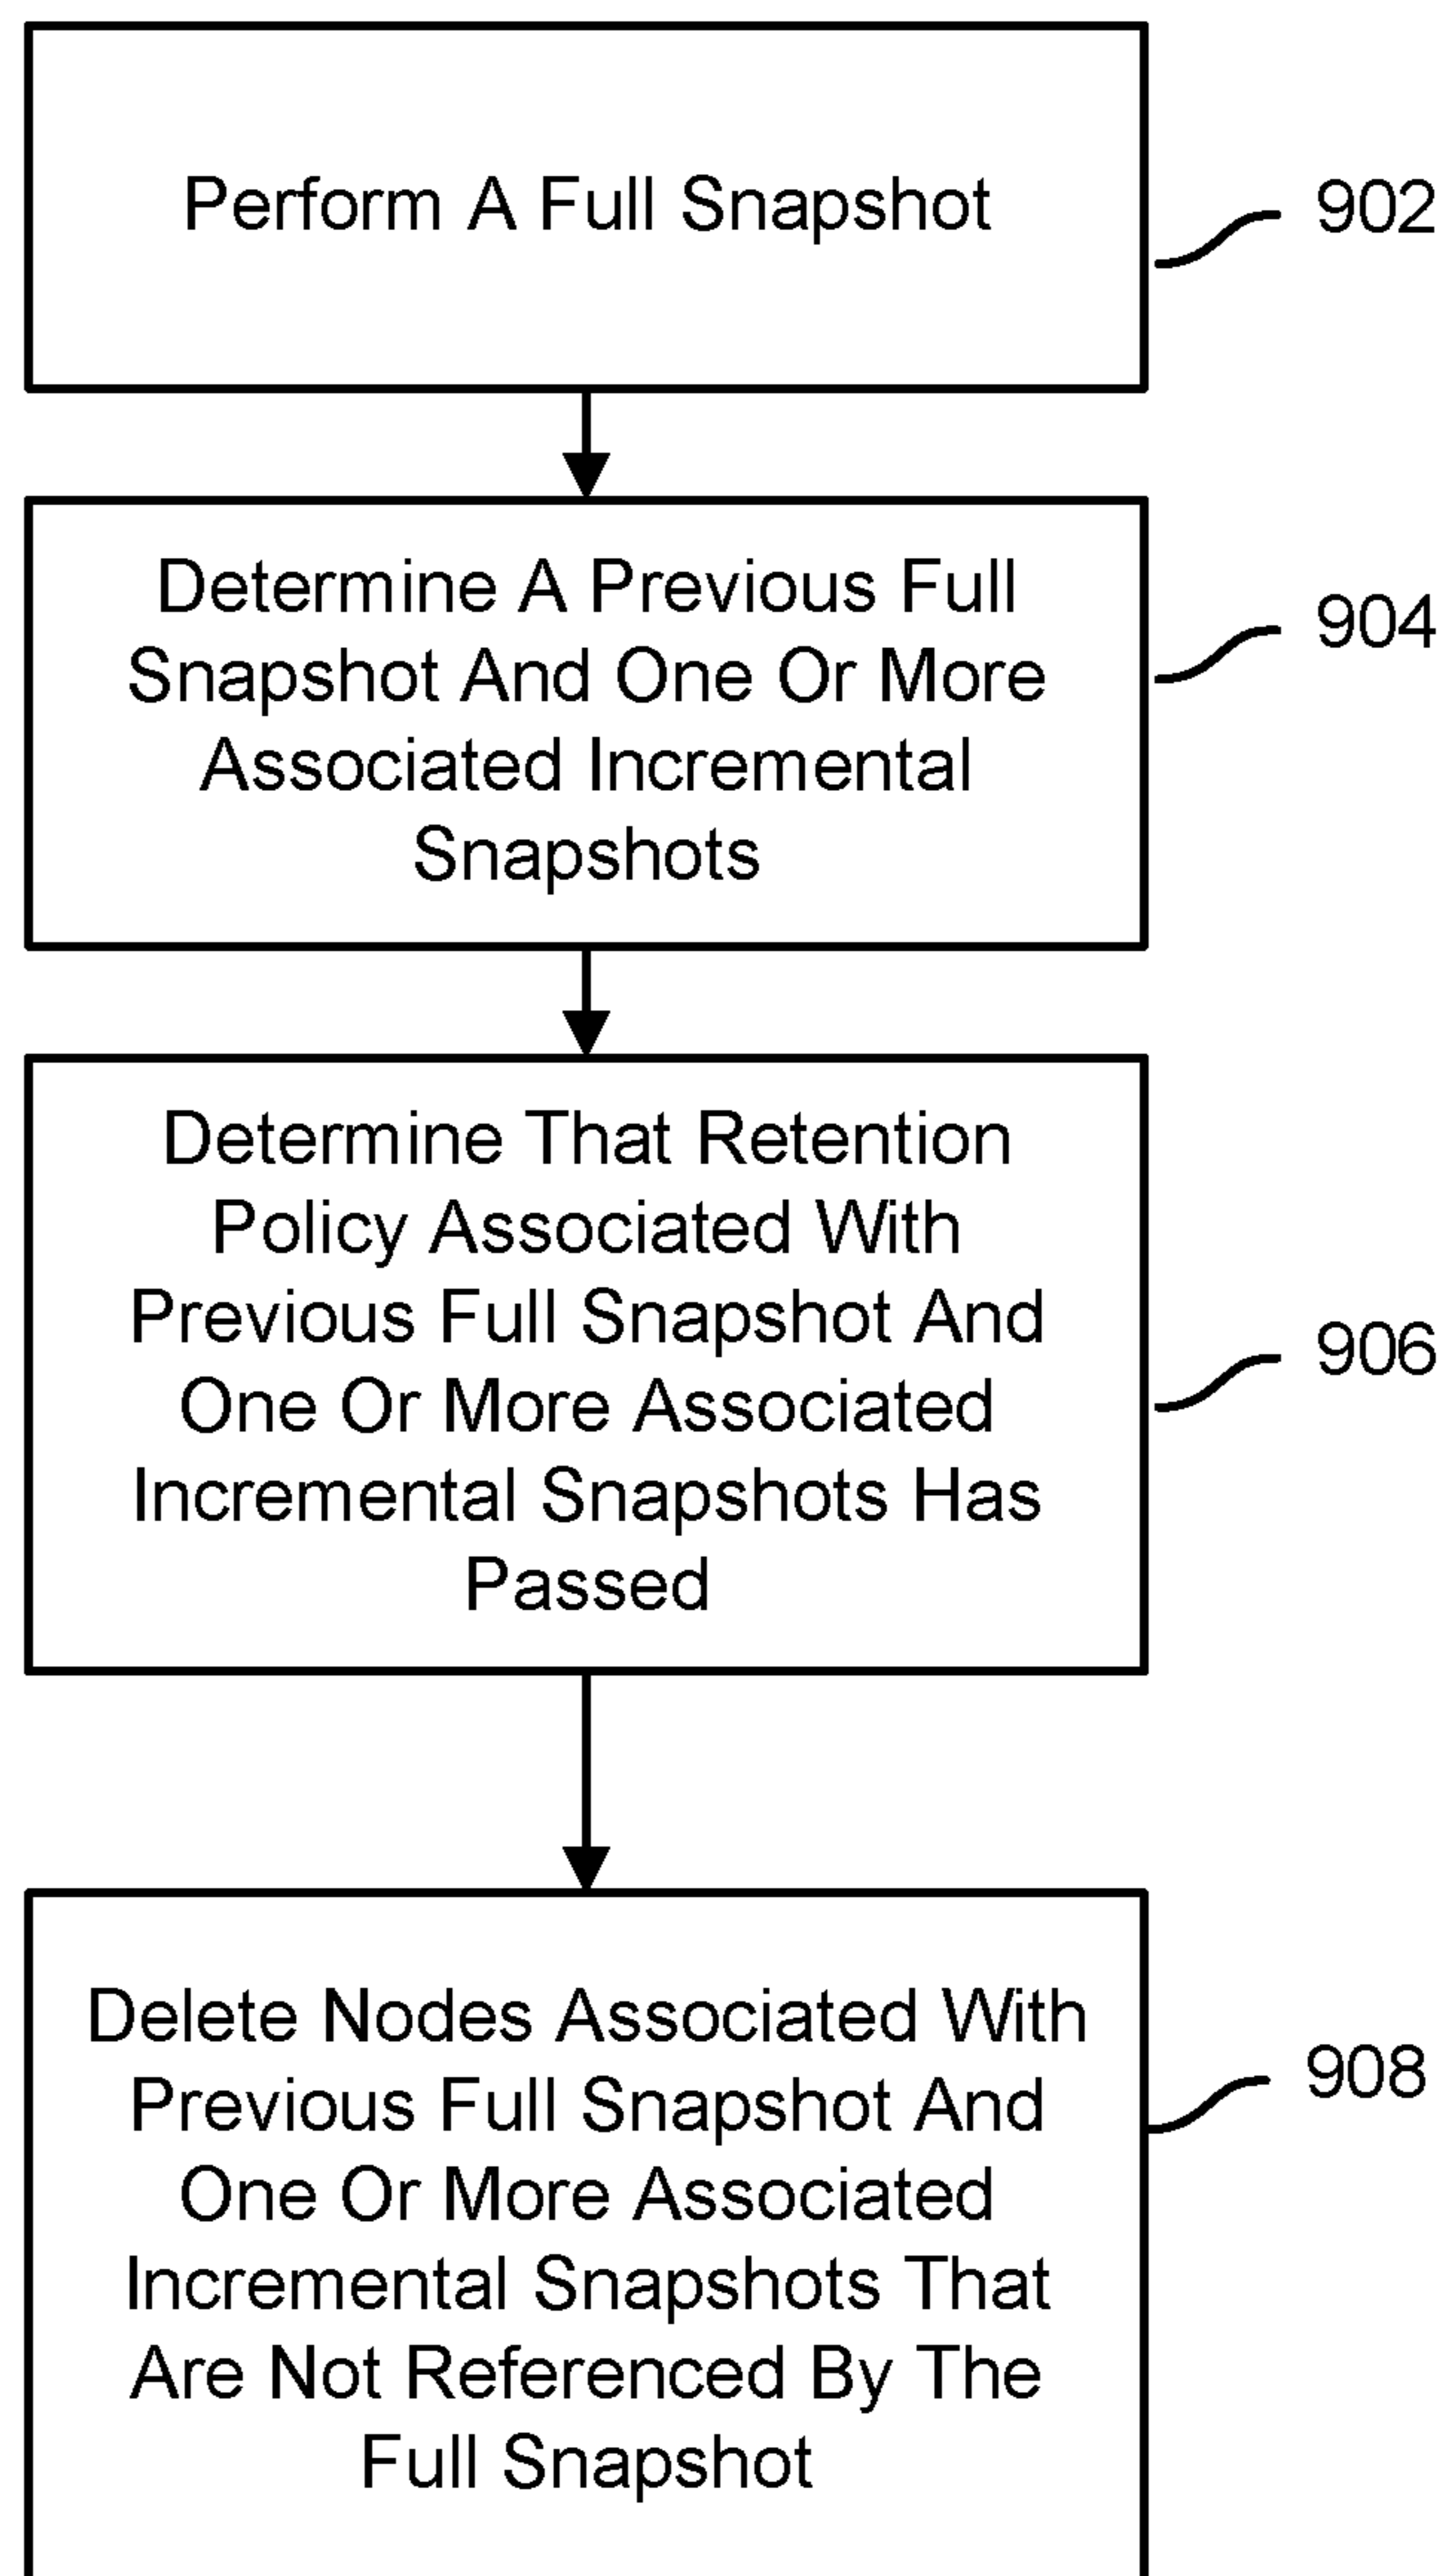 Perform A Full Snapshot
902
Determine A Previous Full
Snapshot And One Or More
Associated Incremental
Snapshots
904
Determine That Retention
Policy Associated With
Previous Full Snapshot And
One Or More Associated
Incremental Snapshots Has
Passed
906
Delete Nodes Associated With
Previous Full Snapshot And
One Or More Associated
Incremental Snapshots That
Are Not Referenced By The
Full Snapshot
908